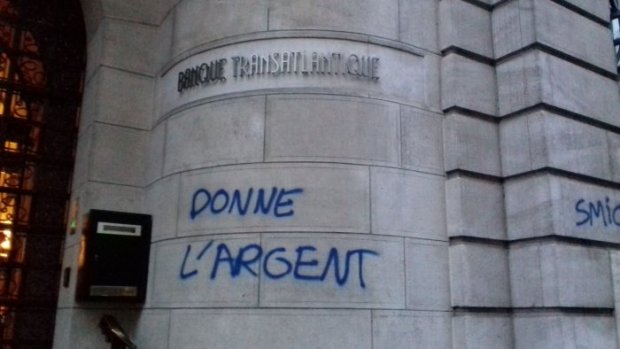 BANQUE TRANSATLANTIQUE
DONNE
L'ARGENT
SMIC